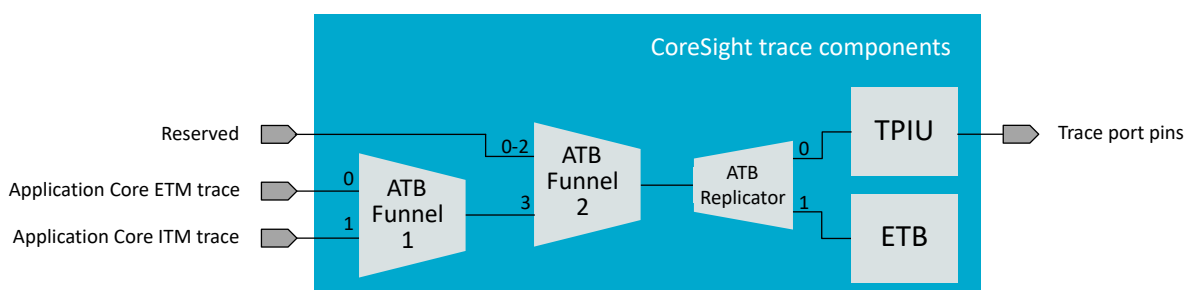 CoreSight trace components
Reserved
0-2
ATB
Funnel
2
0
TPIU
Trace port pins
Application Core ETM trace
0
ATB
Funnel
1
3
ATB
Replicator
1
Application Core ITM trace
1
ETB